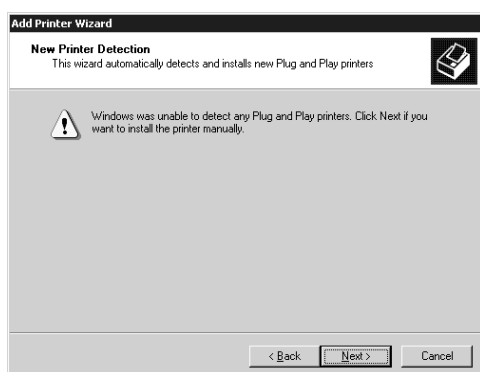 Add Printer Wizard
New Printer Detection
This wizard automatically detects and installs new Plug and Play printers
Windows was unable to detect any Plug and Play printers. Click Next if you
want to install the printer manually.
< Back Next > Cancel